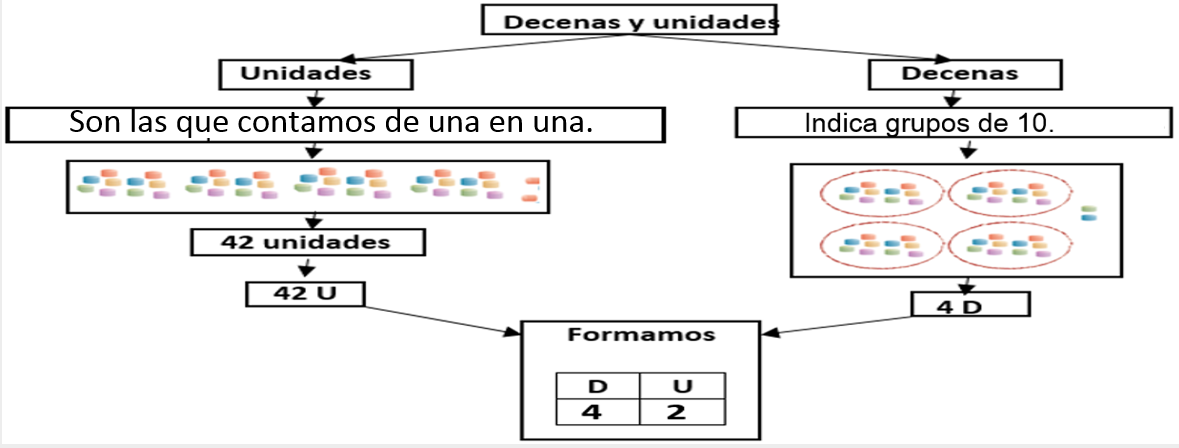 Decenas y unidades
Unidades
Decenas
Son las que contamos de una en una.
Indica grupos de 10.
42 unidades
42 U
4 D
Formamos
D U
4 2